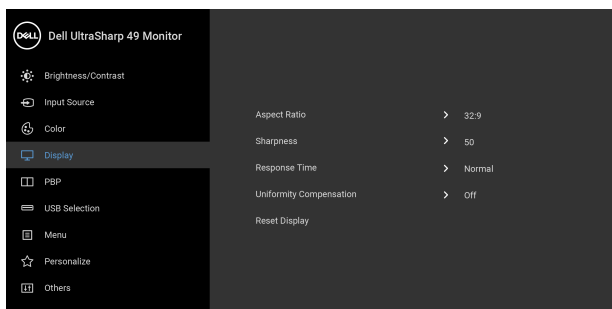 DELL Dell UltraSharp 49 Monitor
Brightness/Contrast
Input Source
Color
Display
PBP
USB Selection
Menu
Personalize
Others
Aspect Ratio 32:9
Sharpness 50
Response Time Normal
Uniformity Compensation Off
Reset Display